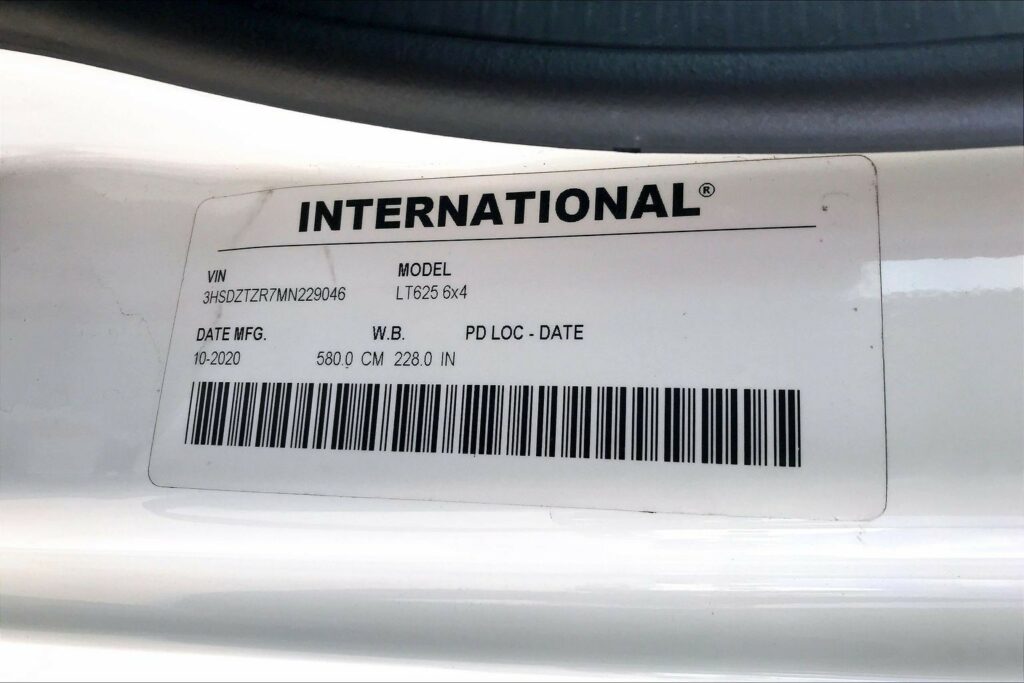 INTERNATIONAL®
VIN MODEL
3HSDZTZR7MN229046 LT625 6x4
DATE MFG. W.B. PD LOC - DATE
10-2020 580.0 CM 228.0 IN